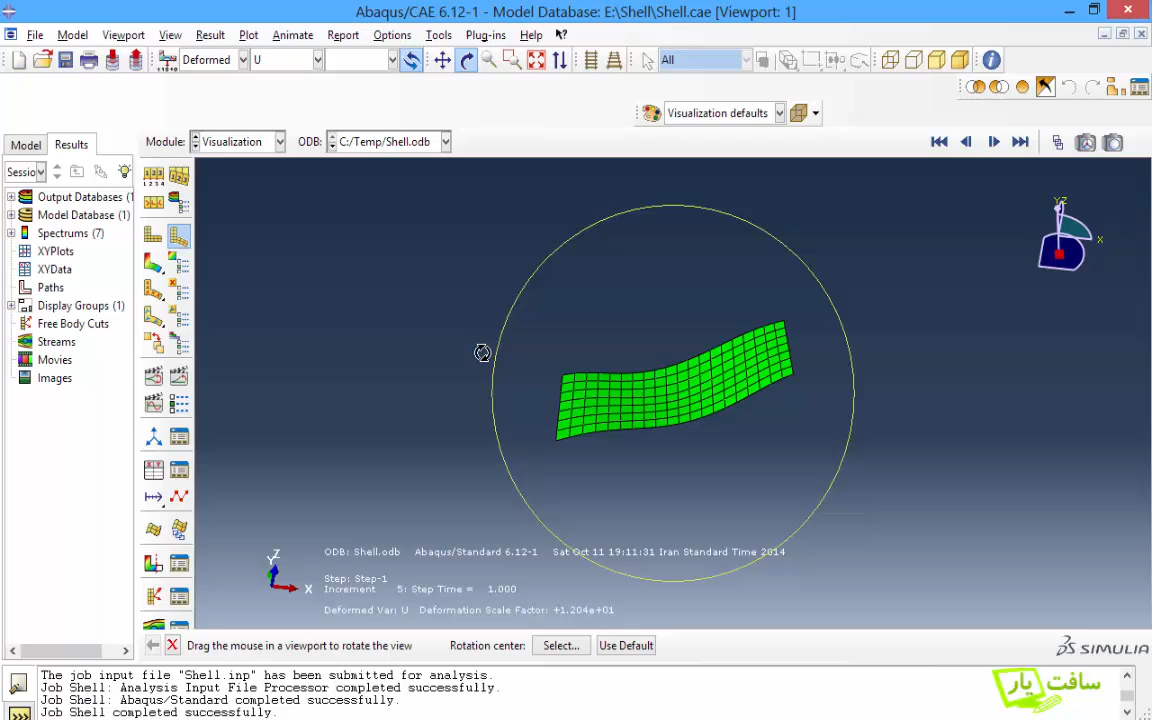 Abaqus/CAE 6.12-1 - Model Database: E:\Shell\Shell.cae [Viewport: 1]
File Model Viewport View Result Plot Animate Report Options Tools Plug-ins Help
Deformed U All
Visualization defaults
Model Results Module: Visualization ODB: C:/Temp/Shell.odb
Sessio
Output Databases (1
Model Database (1)
Spectrums (7)
XYPlots
XYData
Paths
Display Groups (1)
Free Body Cuts
Streams
Movies
Images
Y Z
X
ODB: Shell.odb Abaqus/Standard 6.12-1 Sat Oct 11 19:11:31 Iran Standard Time 2014
Step: Step-1
Increment 5: Step Time = 1.000
Deformed Var: U Deformation Scale Factor: +1.204e+01
Z
Y
X
Drag the mouse in a viewport to rotate the view Rotation center: Select... Use Default
SIMULIA
The job input file "Shell.inp" has been submitted for analysis.
Job Shell: Analysis Input File Processor completed successfully.
Job Shell: Abaqus/Standard completed successfully.
Job Shell completed successfully.
سافت یار